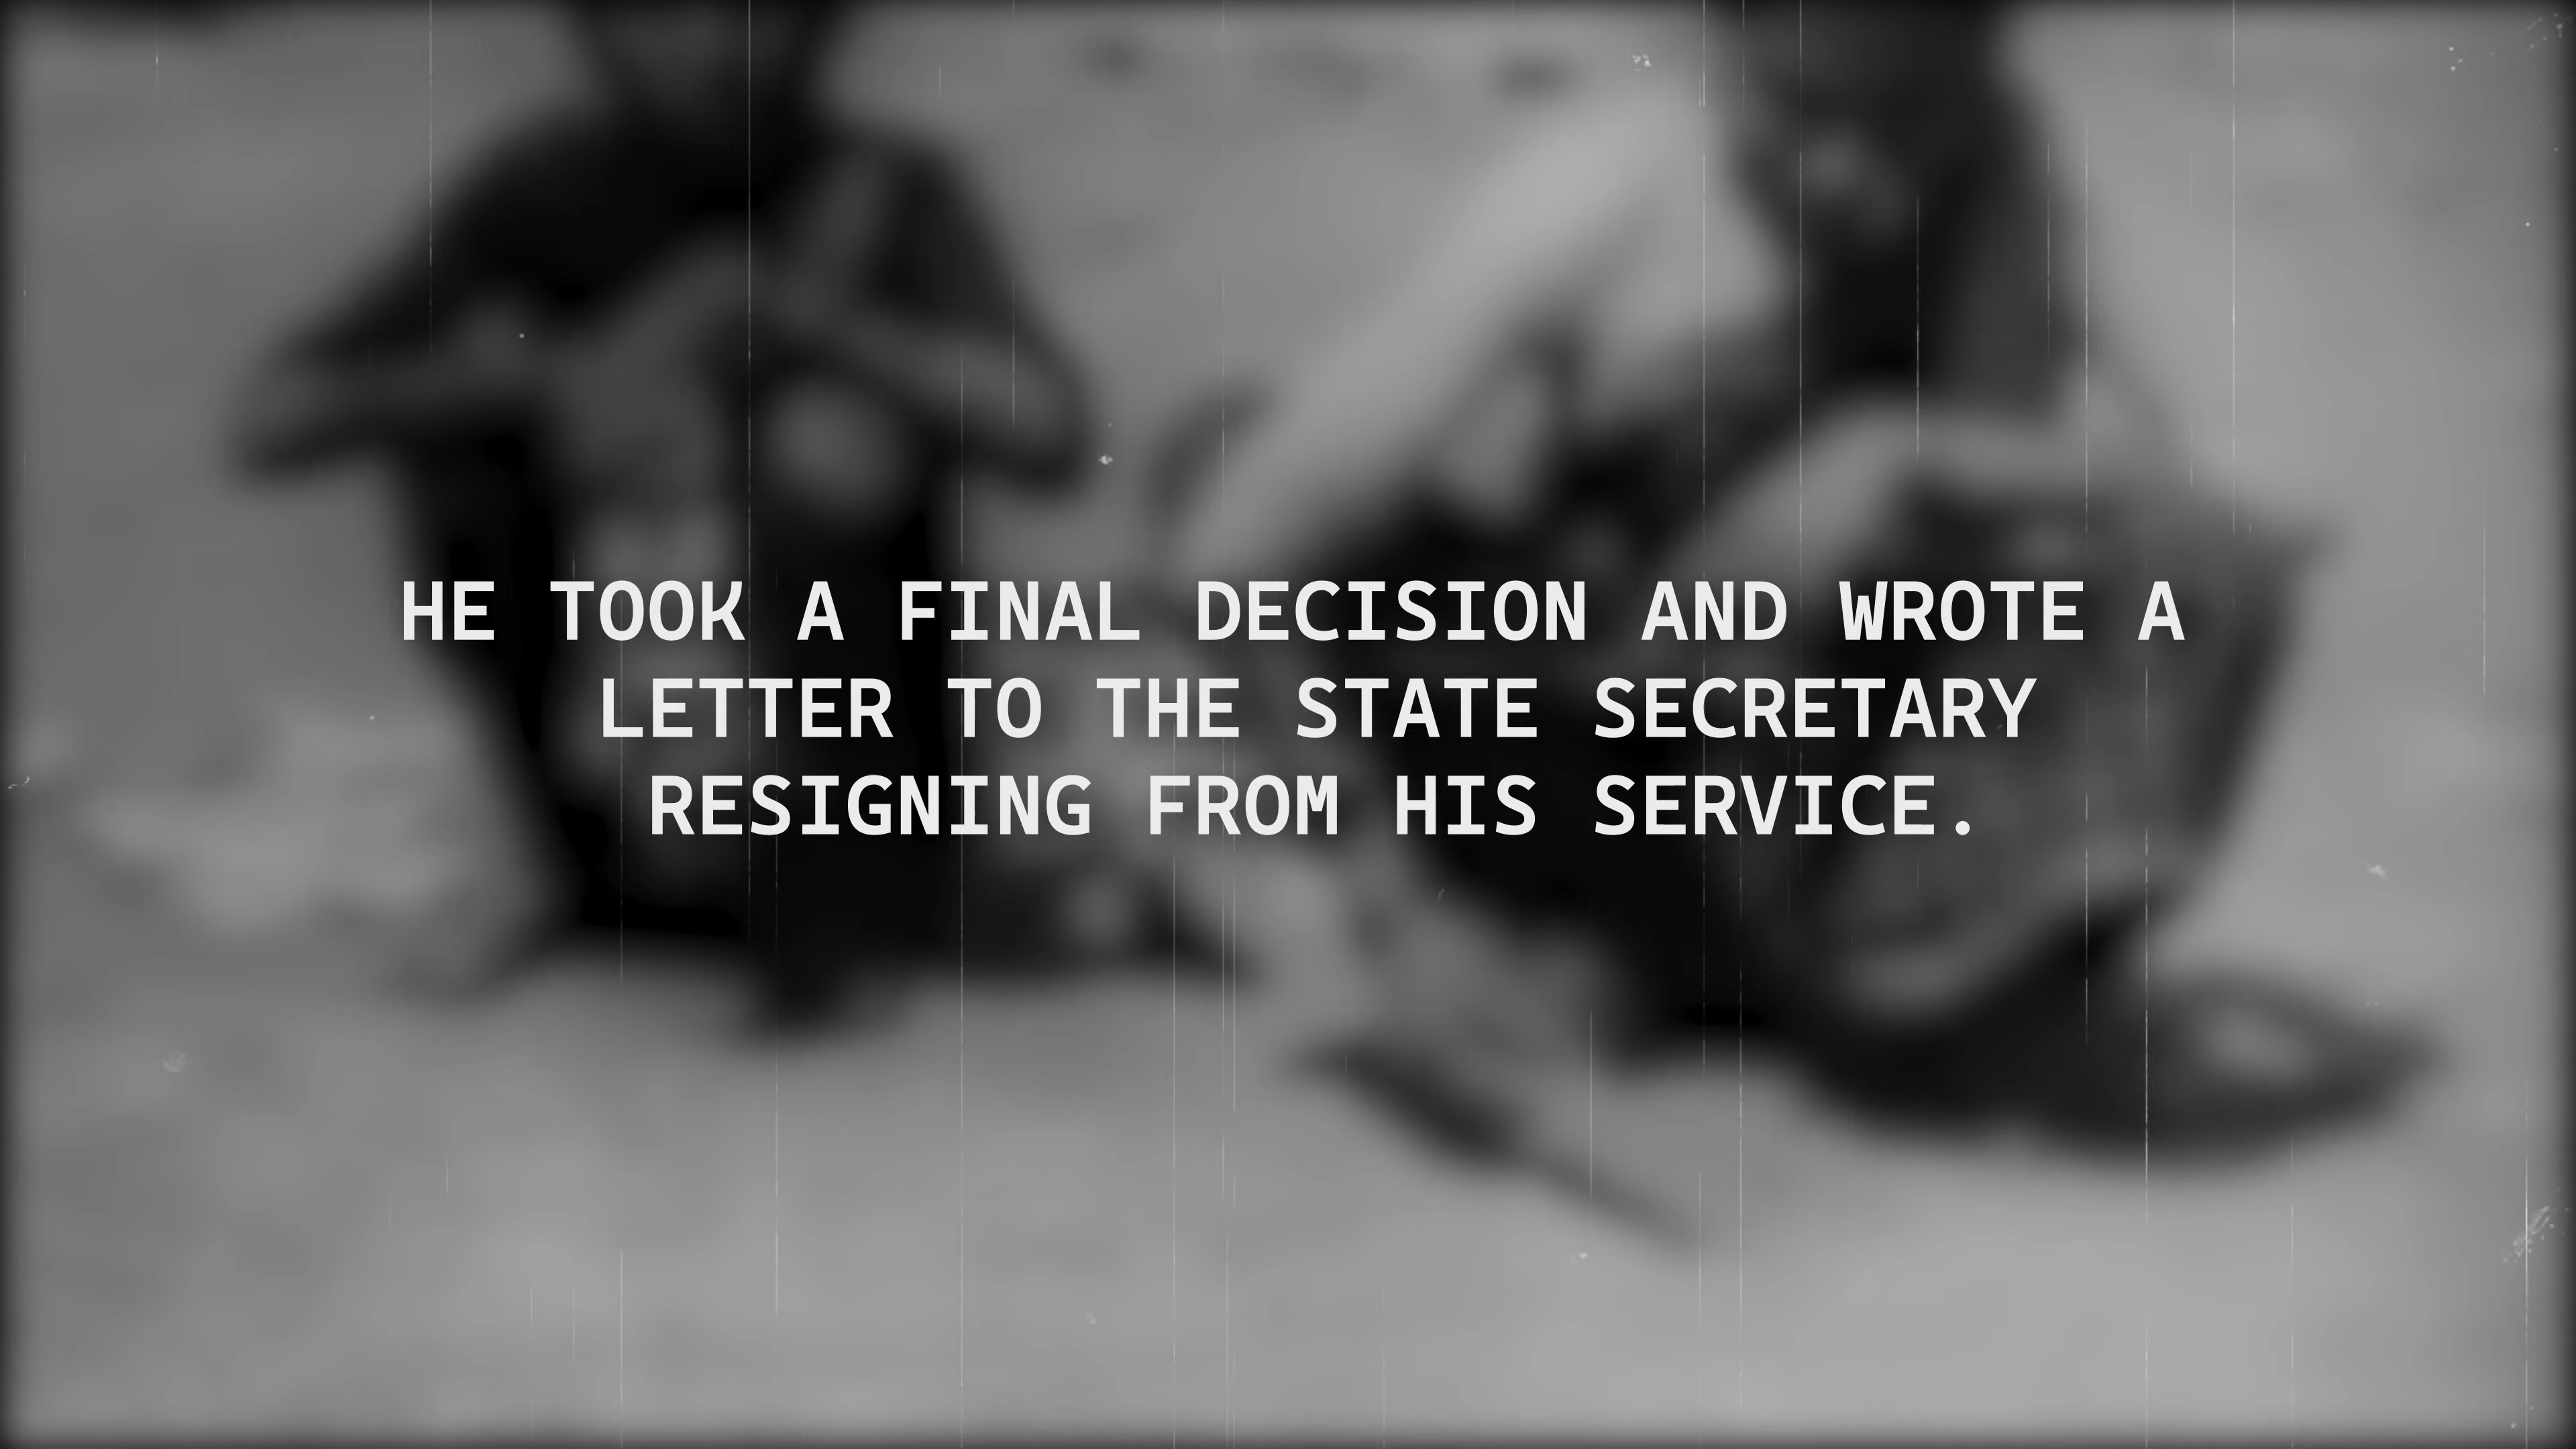 HE TOOK A FINAL DECISION AND WROTE A
LETTER TO THE STATE SECRETARY
RESIGNING FROM HIS SERVICE.